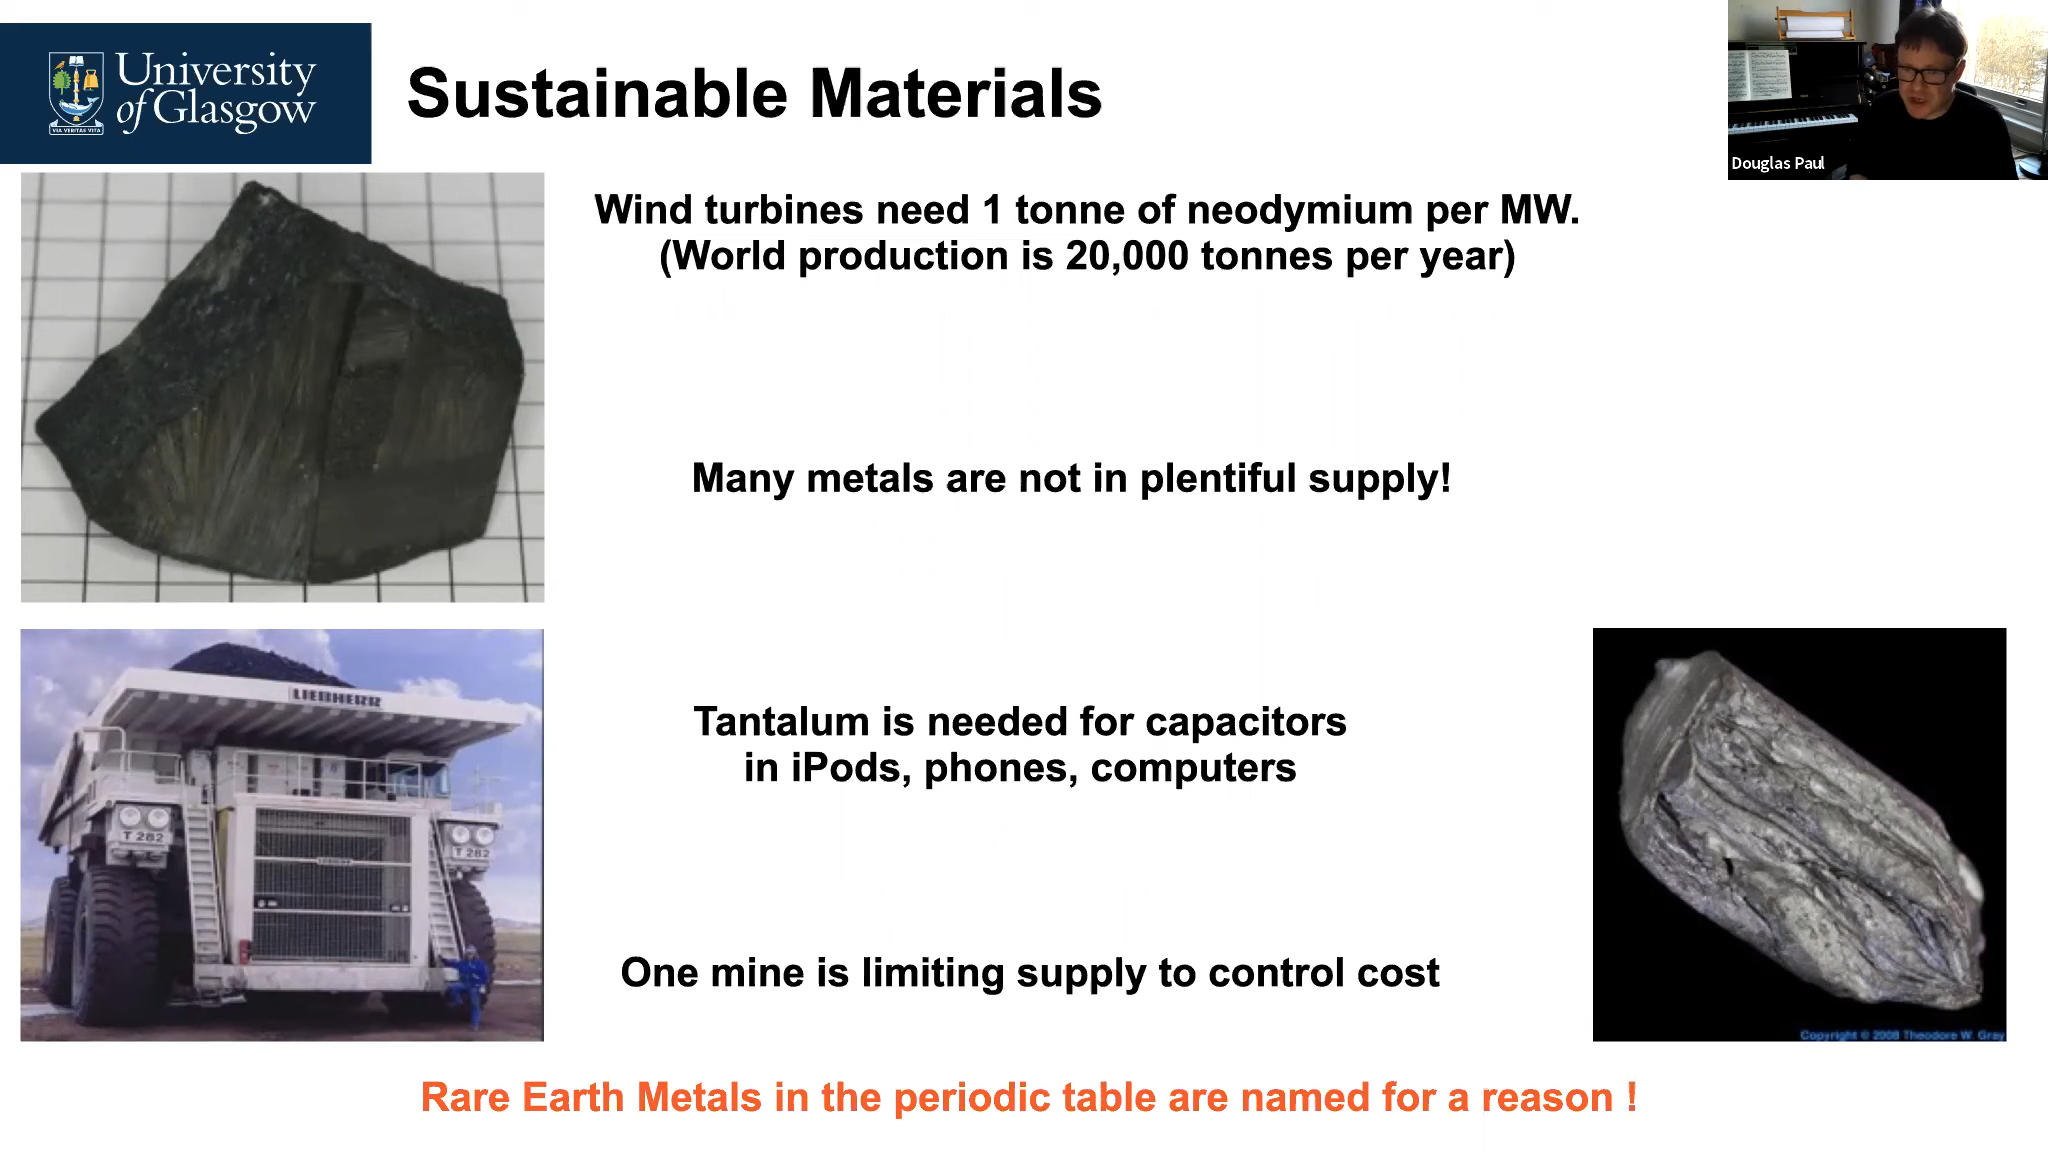 University
of Glasgow
VIA VERITAS VITA
Sustainable Materials
Douglas Paul
Wind turbines need 1 tonne of neodymium per MW.
(World production is 20,000 tonnes per year)
Many metals are not in plentiful supply!
LIEBHERR
T 282
T 282
Tantalum is needed for capacitors
in iPods, phones, computers
One mine is limiting supply to control cost
Copyright © 2008 Theodore W. Gray
Rare Earth Metals in the periodic table are named for a reason !